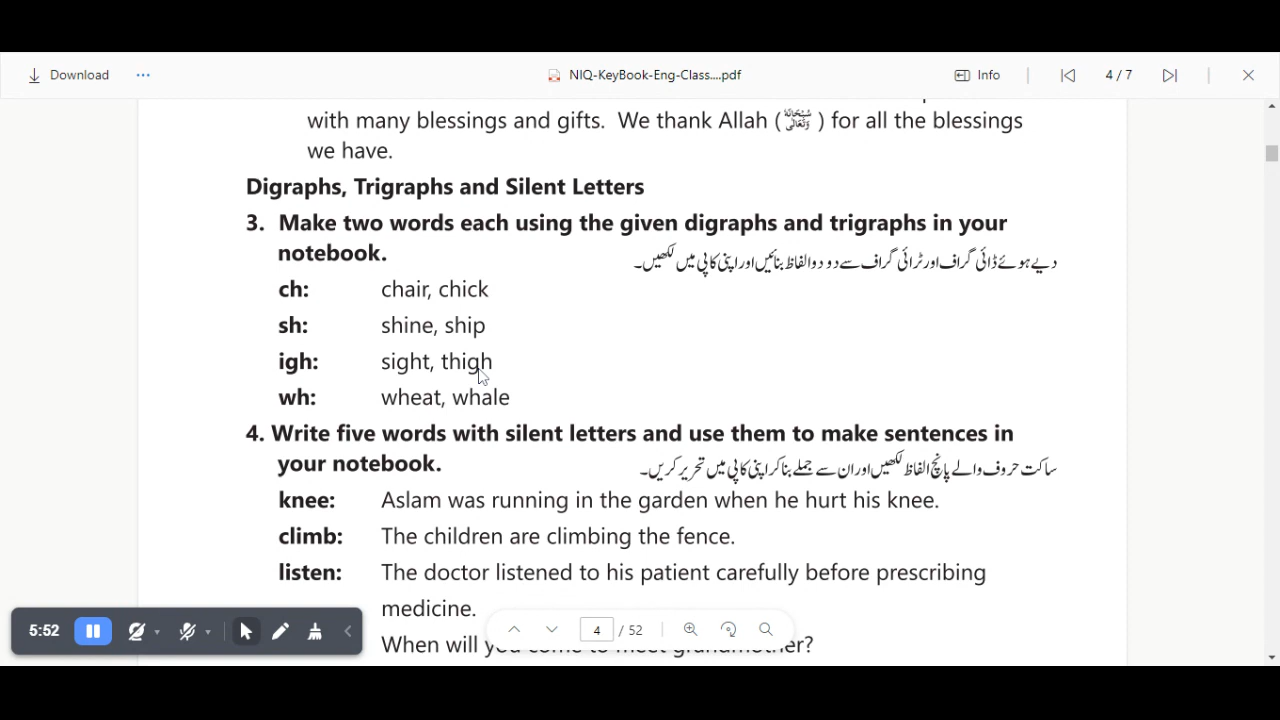 Download ... NIQ-KeyBook-Eng-Class....pdf Info 4 / 7
with many blessings and gifts. We thank Allah (سُبْحَانَهٗ وَتَعَالٰى) for all the blessings
we have.
Digraphs, Trigraphs and Silent Letters
3. Make two words each using the given digraphs and trigraphs in your
notebook. دیے ہوئے ڈائی گراف اور ٹرائی گراف سے دو دو الفاظ بنائیں اور اپنی کاپی میں لکھیں۔
ch: chair, chick
sh: shine, ship
igh: sight, thigh
wh: wheat, whale
4. Write five words with silent letters and use them to make sentences in
your notebook. ساکت حروف والے پانچ الفاظ لکھیں اور ان سے جملے بنا کر اپنی کاپی میں تحریر کریں۔
knee: Aslam was running in the garden when he hurt his knee.
climb: The children are climbing the fence.
listen: The doctor listened to his patient carefully before prescribing
medicine.
5:52 4 / 52
When will you come to meet grandmother?